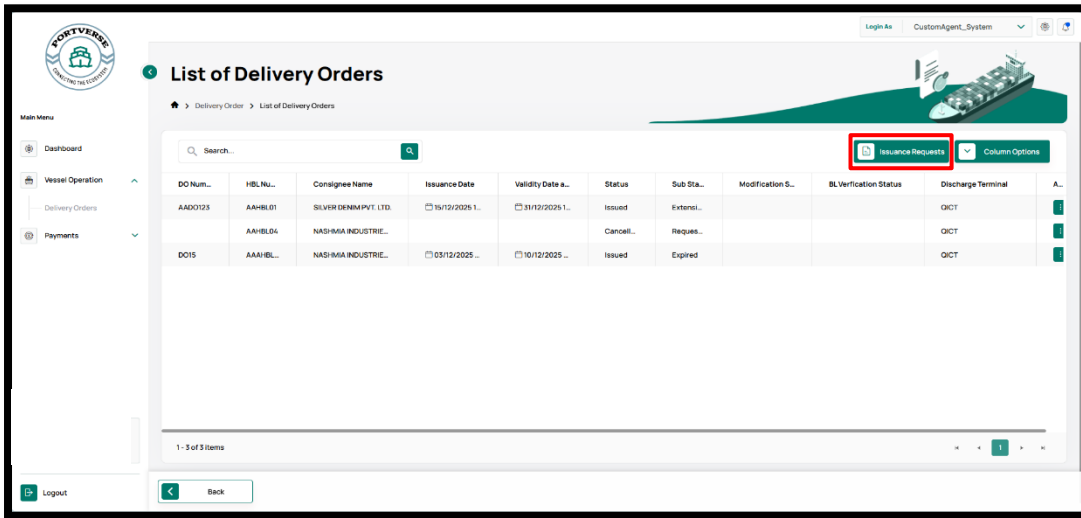 PORTVERSE
CONNECTING THE ECOSYSTEM
Login As CustomAgent_System
List of Delivery Orders
Delivery Order > List of Delivery Orders
Main Menu
Dashboard
Vessel Operation
Delivery Orders
Payments
Search...
Issuance Requests
Column Options
DO Num... HBL Nu... Consignee Name Issuance Date Validity Date a... Status Sub Sta... Modification S... BL Verfication Status Discharge Terminal A...
AADO123 AAHBL01 SILVER DENIM PVT. LTD. 15/12/2025 1... 31/12/2025 1... Issued Extensi... QICT
AAHBL04 NASHMIA INDUSTRIE... Cancell... Reques... QICT
DO15 AAAHBL... NASHMIA INDUSTRIE... 03/12/2025 ... 10/12/2025 ... Issued Expired QICT
1 - 3 of 3 items
1
Logout
Back